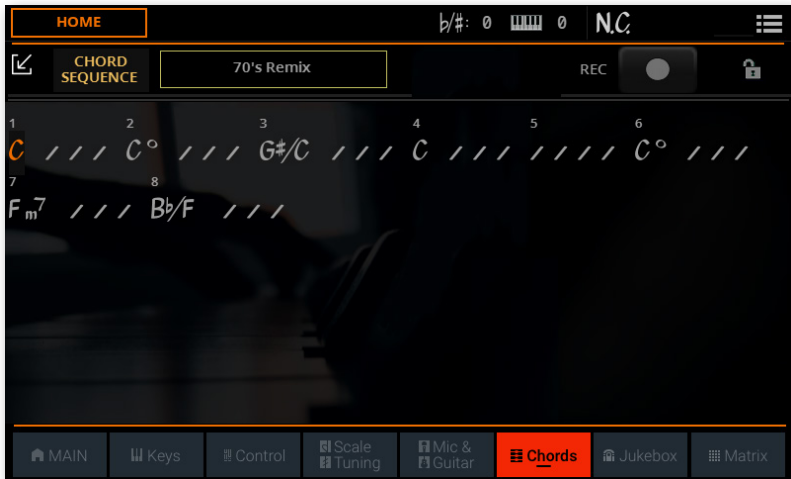 HOME ♭/♯: 0 0 N.C.
CHORD
SEQUENCE
70's Remix
REC
1 2 3 4 5 6
C / / / C° / / / G♯/C / / / C / / / / / / / C° / / /
7 8
Fm7 / / / B♭/F / / /
MAIN Keys Control Scale Tuning Mic & Guitar Chords Jukebox Matrix